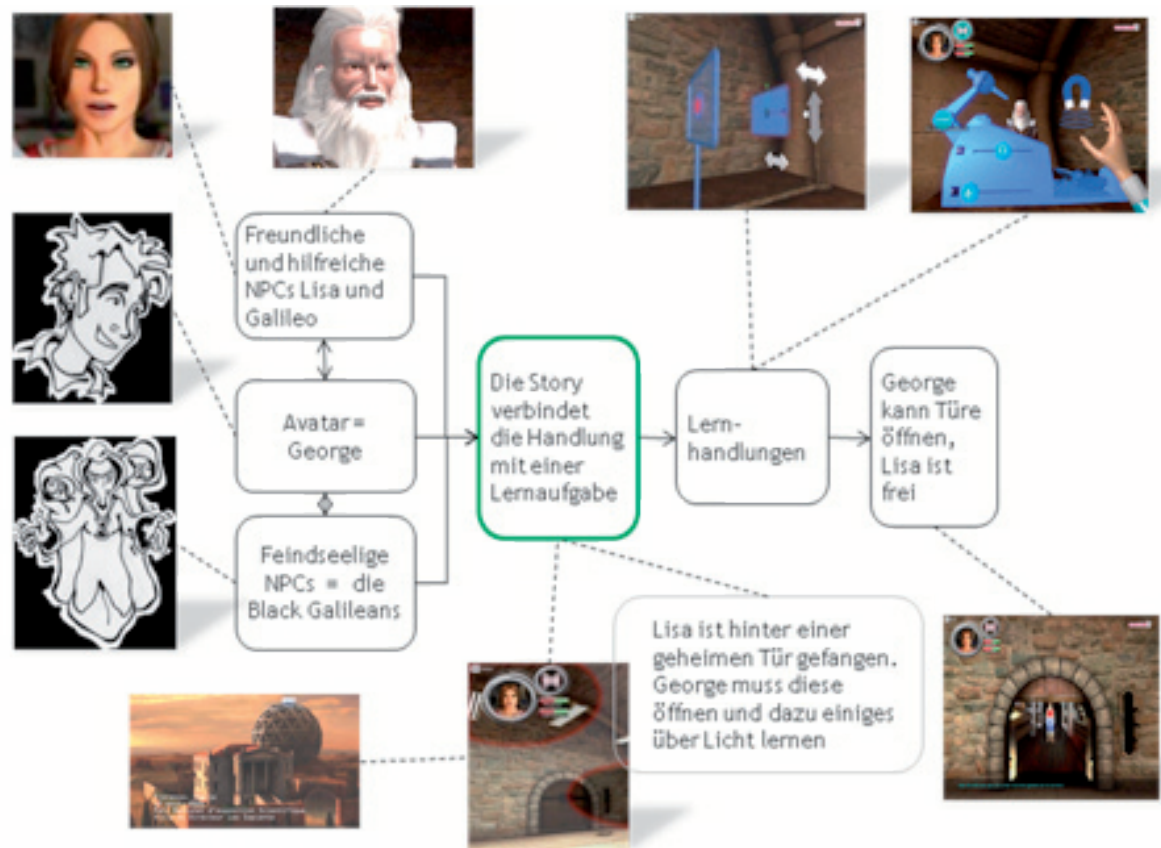 Freundliche
und hilfreiche
NPCs Lisa und
Galileo
Avatar=
George
Feindseelige
NPCs = die
Black Galileans
Die Story
verbindet
die Handlung
mit einer
Lernaufgabe
Lern-
handlungen
George
kann Türe
öffnen,
Lisa ist
frei
Lisa ist hinter einer
geheimen Tür gefangen.
George muss diese
öffnen und dazu einiges
über Licht lernen